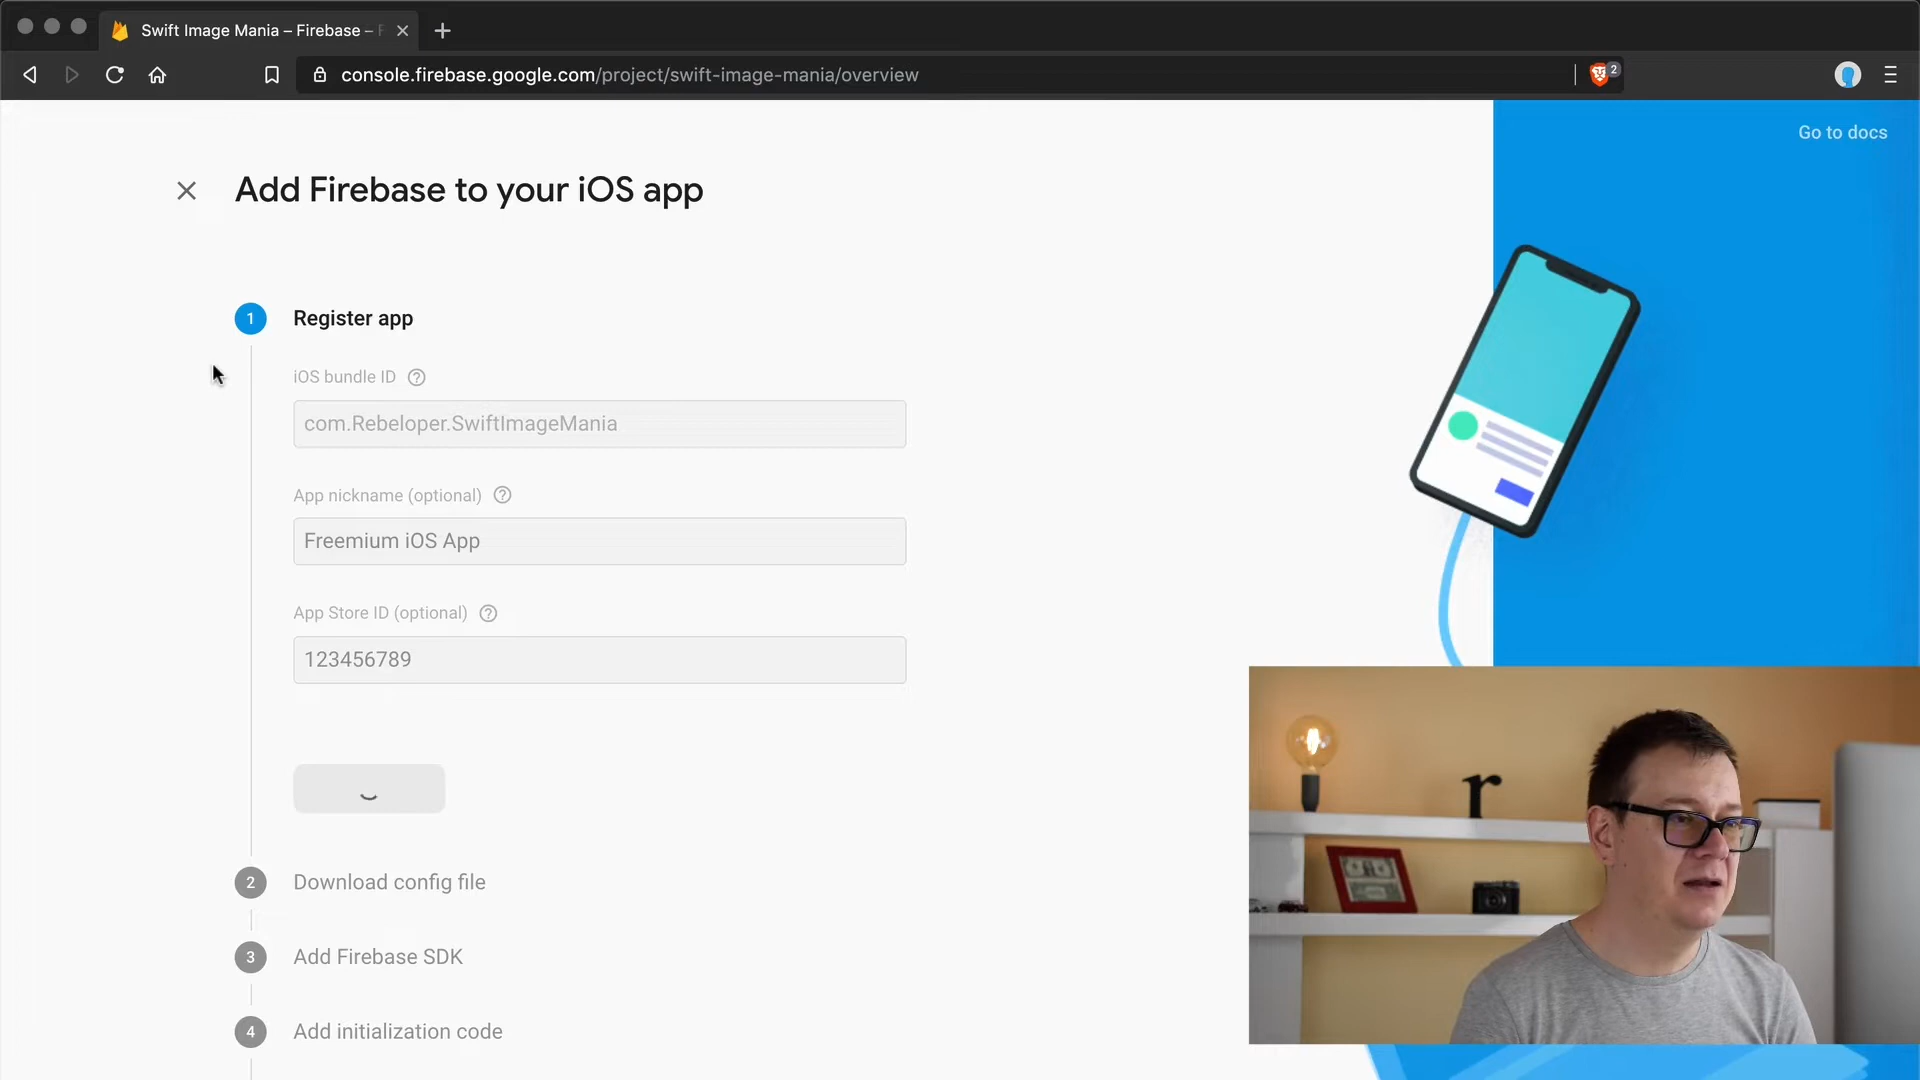 Swift Image Mania – Firebase –
console.firebase.google.com/project/swift-image-mania/overview
2
Go to docs
Add Firebase to your iOS app
1 Register app
iOS bundle ID
com.Rebeloper.SwiftImageMania
App nickname (optional)
Freemium iOS App
App Store ID (optional)
123456789
r
2 Download config file
3 Add Firebase SDK
4 Add initialization code